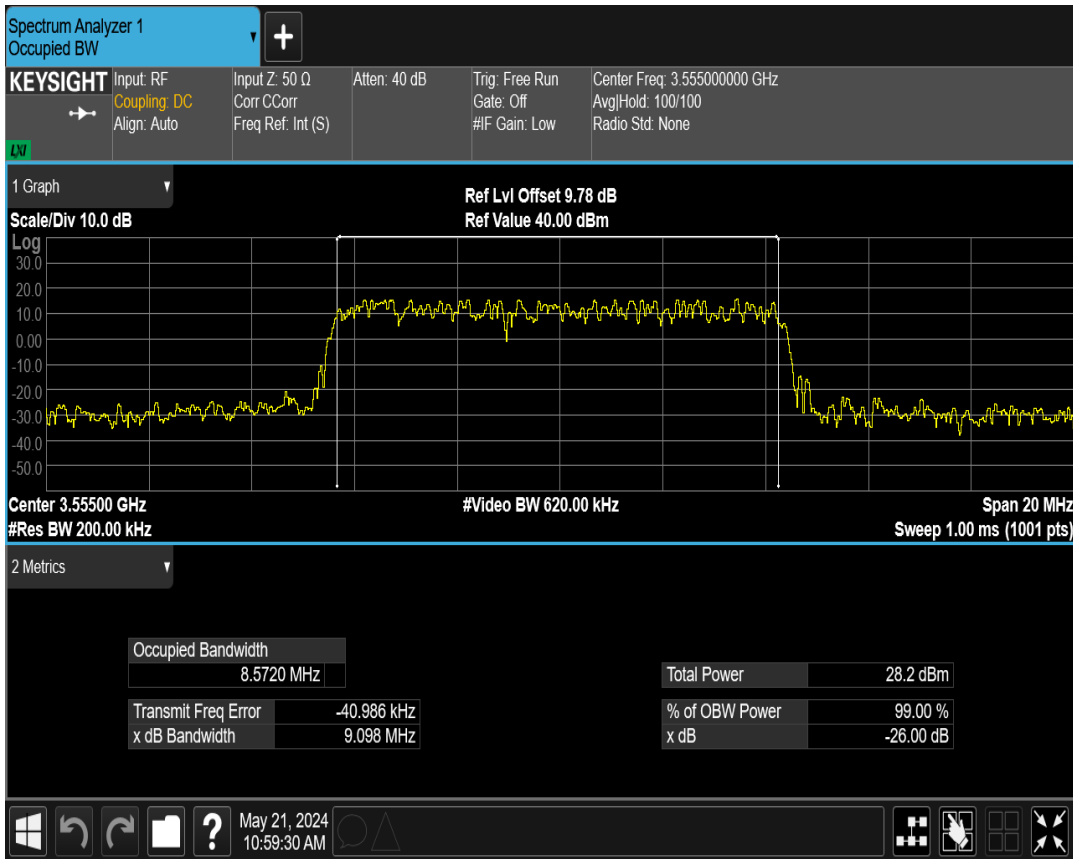 Spectrum Analyzer 1
Occupied BW
+
KEYSIGHT
LXI
Input: RF
Coupling: DC
Align: Auto
Input Z: 50 Ω
Corr CCorr
Freq Ref: Int (S)
Atten: 40 dB
Trig: Free Run
Gate: Off
#IF Gain: Low
Center Freq: 3.555000000 GHz
Avg|Hold: 100/100
Radio Std: None
1 Graph
Scale/Div 10.0 dB
Ref Lvl Offset 9.78 dB
Ref Value 40.00 dBm
Log
30.0
20.0
10.0
0.00
-10.0
-20.0
-30.0
-40.0
-50.0
Center 3.55500 GHz
#Video BW 620.00 kHz
Span 20 MHz
#Res BW 200.00 kHz
Sweep 1.00 ms (1001 pts)
2 Metrics
Occupied Bandwidth
8.5720 MHz
Total Power 28.2 dBm
Transmit Freq Error -40.986 kHz
% of OBW Power 99.00 %
x dB Bandwidth 9.098 MHz
x dB -26.00 dB
?
May 21, 2024
10:59:30 AM